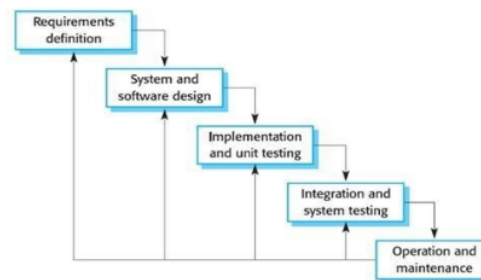 Requirements
definition
System and
software design
Implementation
and unit testing
Integration and
system testing
Operation and
maintenance